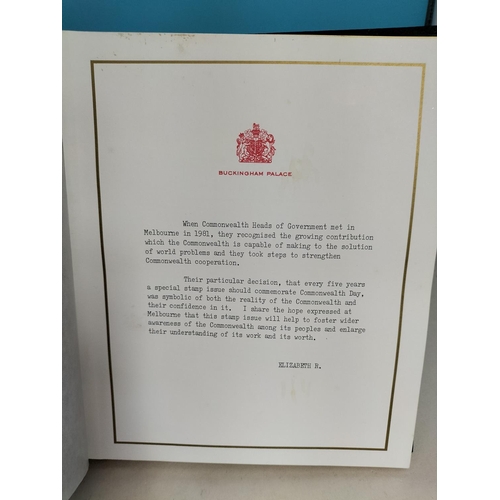 BUCKINGHAM PALACE
When Commonwealth Heads of Government met in
Melbourne in 1981, they recognised the growing contribution
which the Commonwealth is capable of making to the solution
of world problems and they took steps to strengthen
Commonwealth cooperation.
Their particular decision, that every five years
a special stamp issue should commemorate Commonwealth Day,
was symbolic of both the reality of the Commonwealth and
their confidence in it. I share the hope expressed at
Melbourne that this stamp issue will help to foster wider
awareness of the Commonwealth among its peoples and enlarge
their understanding of its work and its worth.
ELIZABETH R.